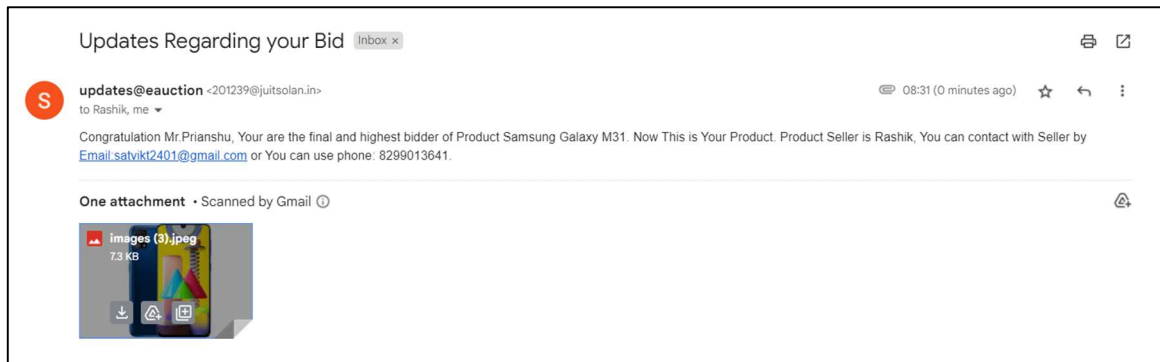 Updates Regarding your Bid Inbox ×
S
updates@eauction <201239@juitsolan.in>
08:31 (0 minutes ago)
to Rashik, me
Congratulation Mr.Prianshu, Your are the final and highest bidder of Product Samsung Galaxy M31. Now This is Your Product. Product Seller is Rashik, You can contact with Seller by
Email:satvikt2401@gmail.com or You can use phone: 8299013641.
One attachment • Scanned by Gmail
images (3).jpeg
7.3 KB